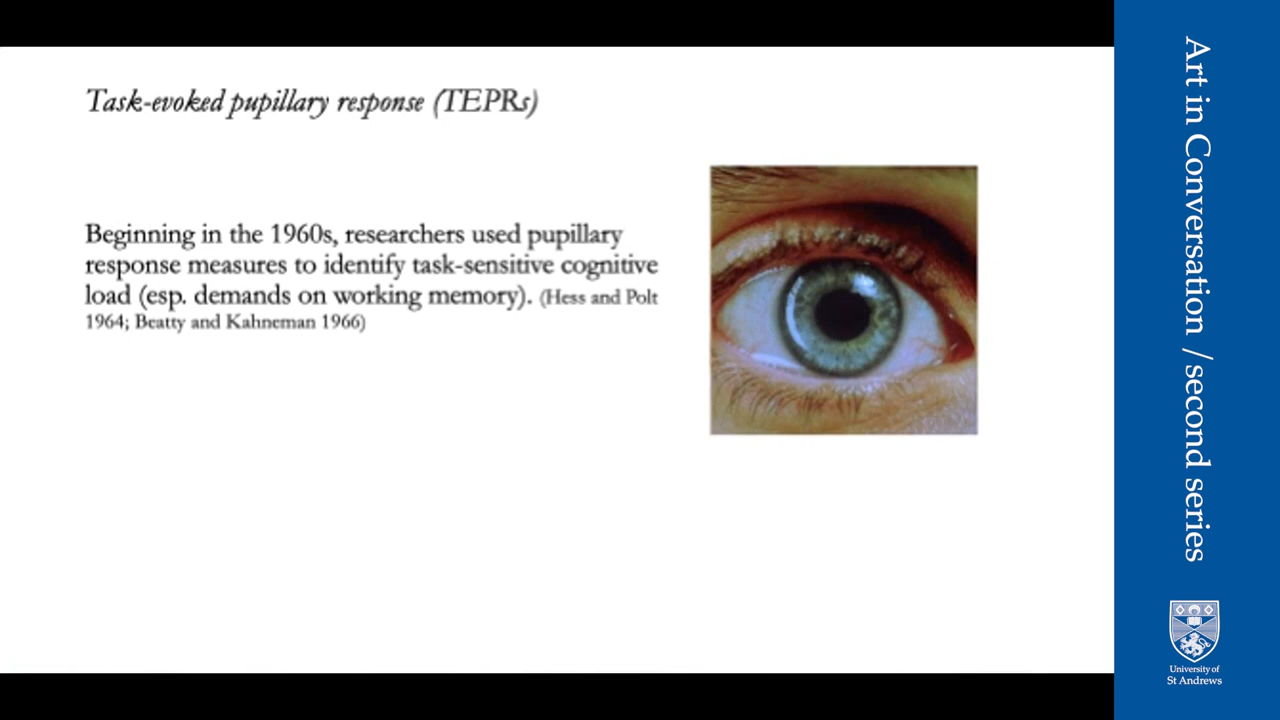 Task-evoked pupillary response (TEPRs)
Beginning in the 1960s, researchers used pupillary
response measures to identify task-sensitive cognitive
load (esp. demands on working memory). (Hess and Polt
1964; Beatty and Kahneman 1966)
Art in Conversation / second series
University of
St Andrews